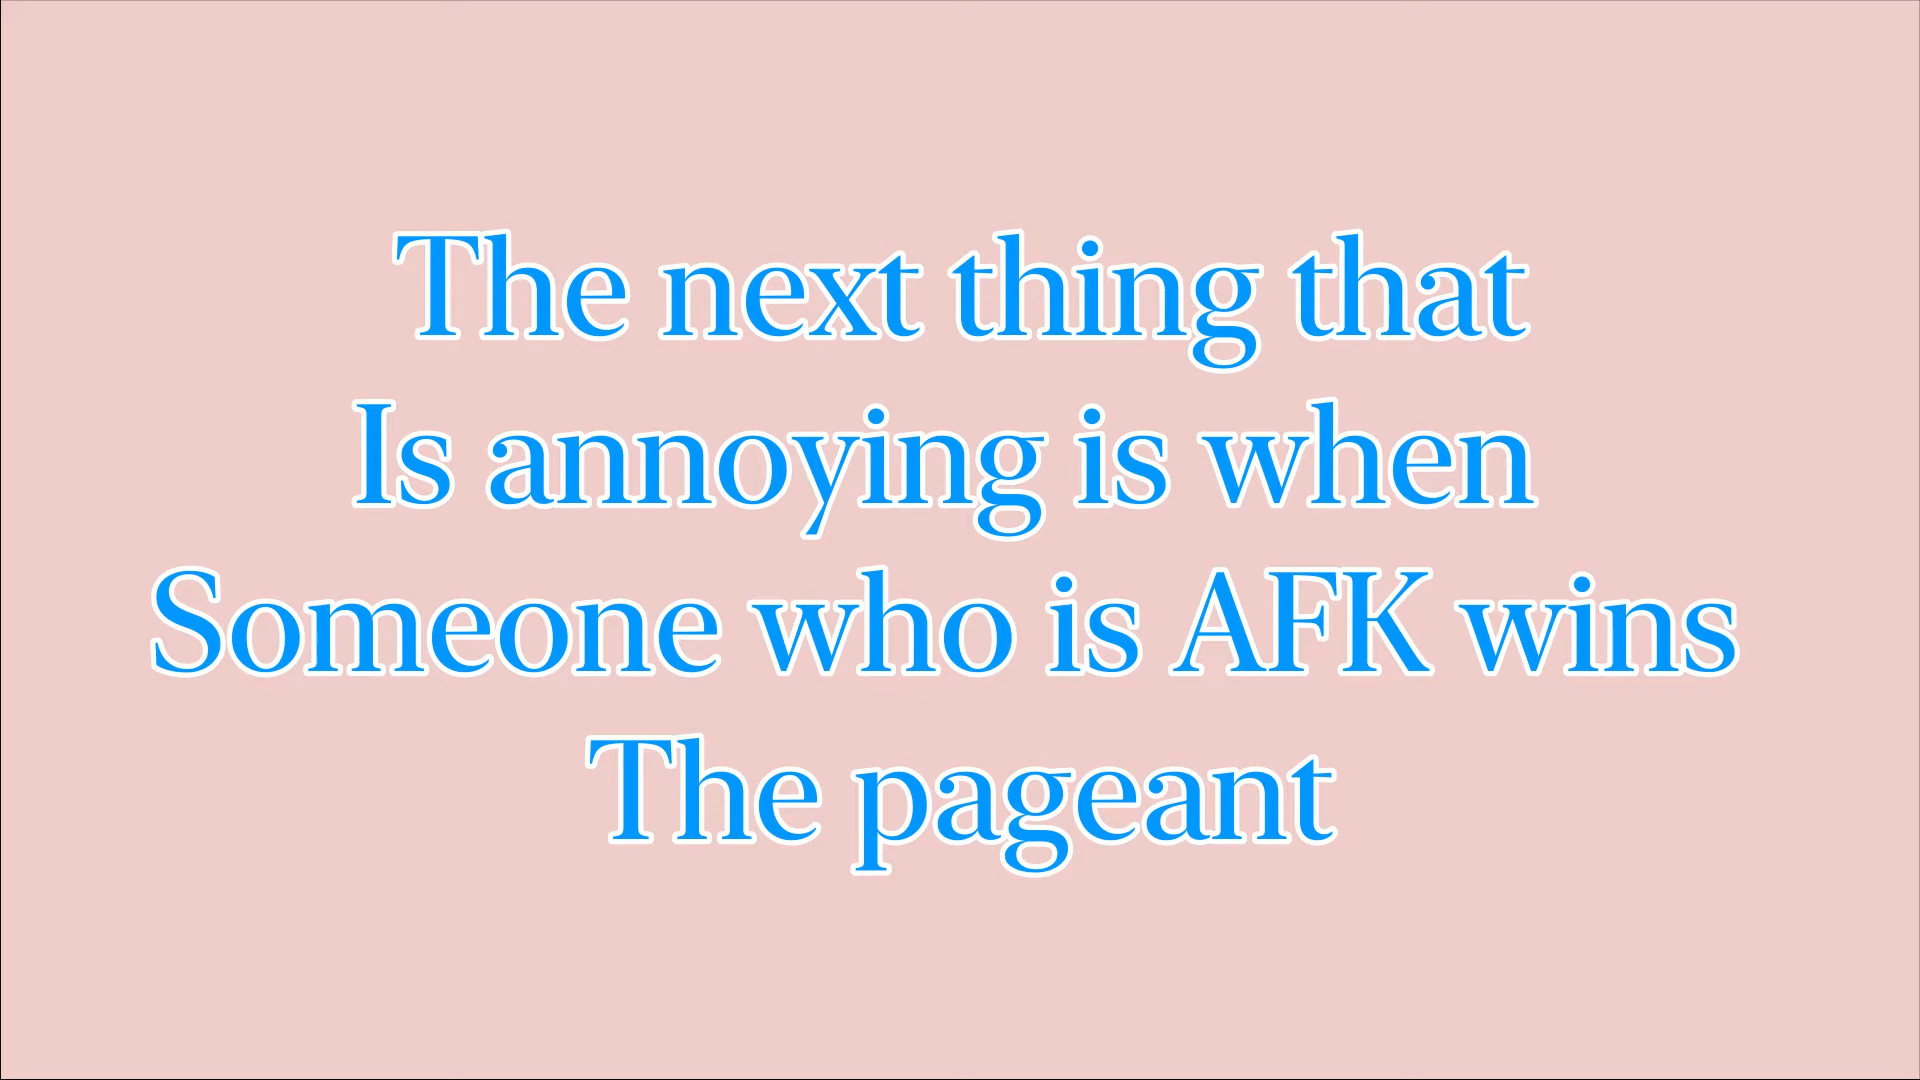 The next thing that
Is annoying is when
Someone who is AFK wins
The pageant